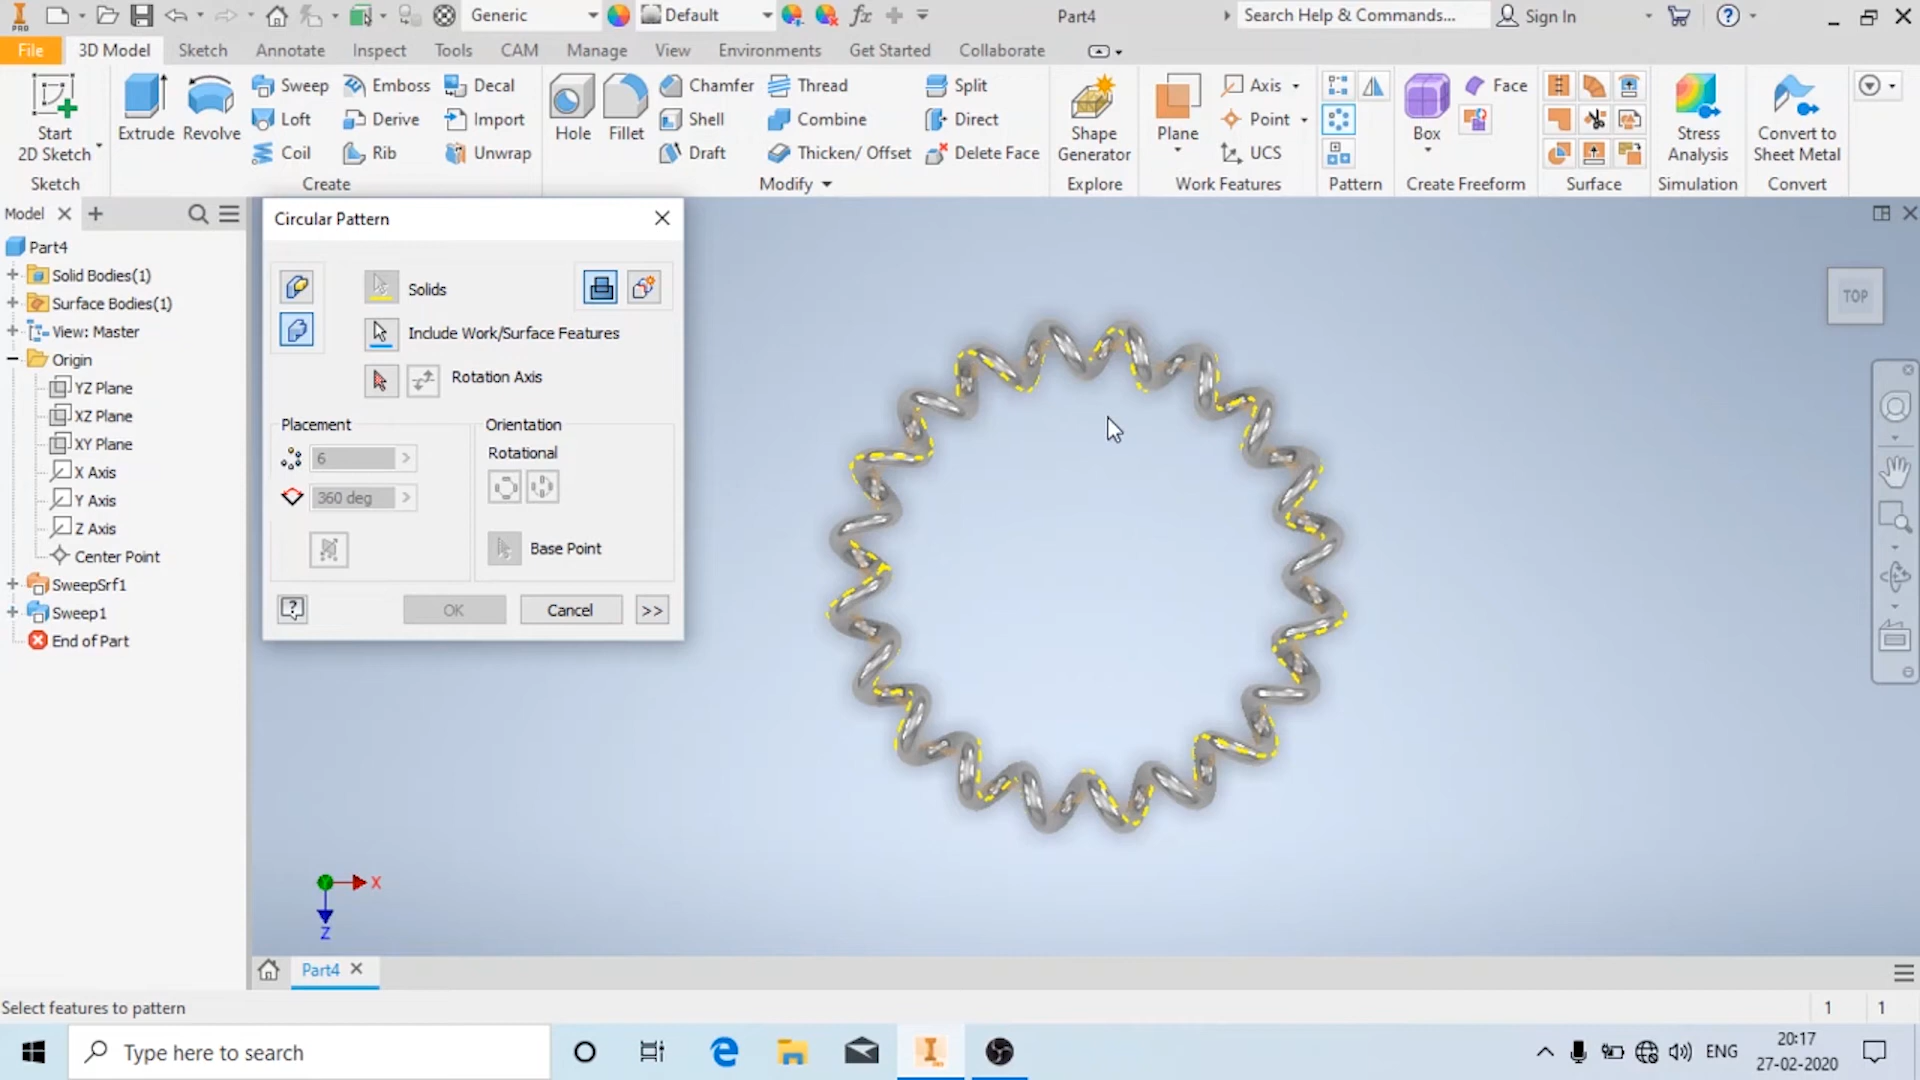 PRO
Generic
Default
fx
Part4
Search Help & Commands...
Sign In
File
3D Model
Sketch
Annotate
Inspect
Tools
CAM
Manage
View
Environments
Get Started
Collaborate
Start
2D Sketch
Sketch
Extrude
Revolve
Sweep
Emboss
Decal
Loft
Derive
Import
Coil
Rib
Unwrap
Create
Hole
Fillet
Chamfer
Thread
Split
Shell
Combine
Direct
Draft
Thicken/ Offset
Delete Face
Modify
Shape
Generator
Explore
Plane
Axis
Point
UCS
Work Features
Pattern
Box
Face
Create Freeform
Surface
Stress
Analysis
Simulation
Convert to
Sheet Metal
Convert
Model
Part4
Solid Bodies(1)
Surface Bodies(1)
View: Master
Origin
YZ Plane
XZ Plane
XY Plane
X Axis
Y Axis
Z Axis
Center Point
SweepSrf1
Sweep1
End of Part
Circular Pattern
Solids
Include Work/Surface Features
Rotation Axis
Placement
6
360 deg
Orientation
Rotational
Base Point
OK
Cancel
>>
TOP
X
Z
Part4
Select features to pattern
1
1
Type here to search
ENG
20:17
27-02-2020